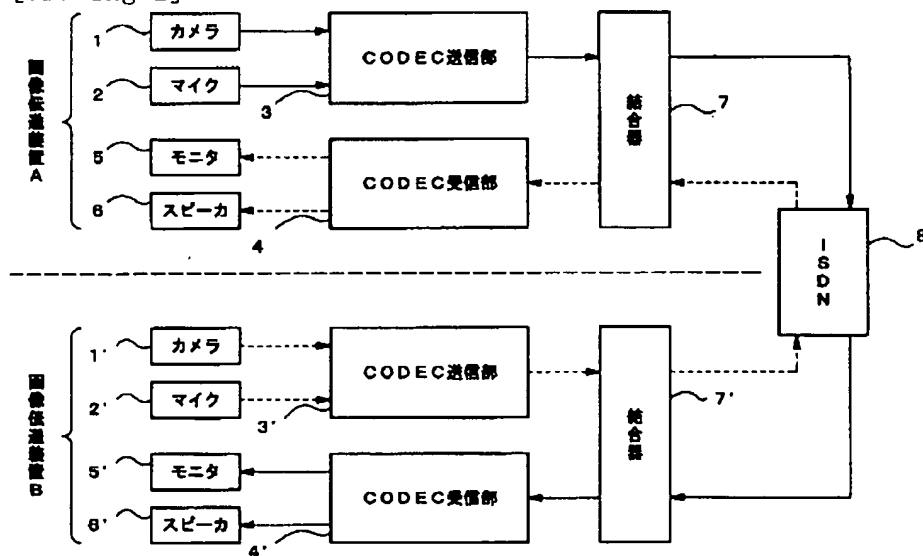 1
カメラ
2
マイク
CODEC送信部
3
結合器
7
画像伝達装置A
5
モニタ
6
スピーカ
CODEC受信部
4
ISDN
8
1'
カメラ
2'
マイク
CODEC送信部
3'
結合器
7'
画像伝達装置B
5'
モニタ
6'
スピーカ
CODEC受信部
4'